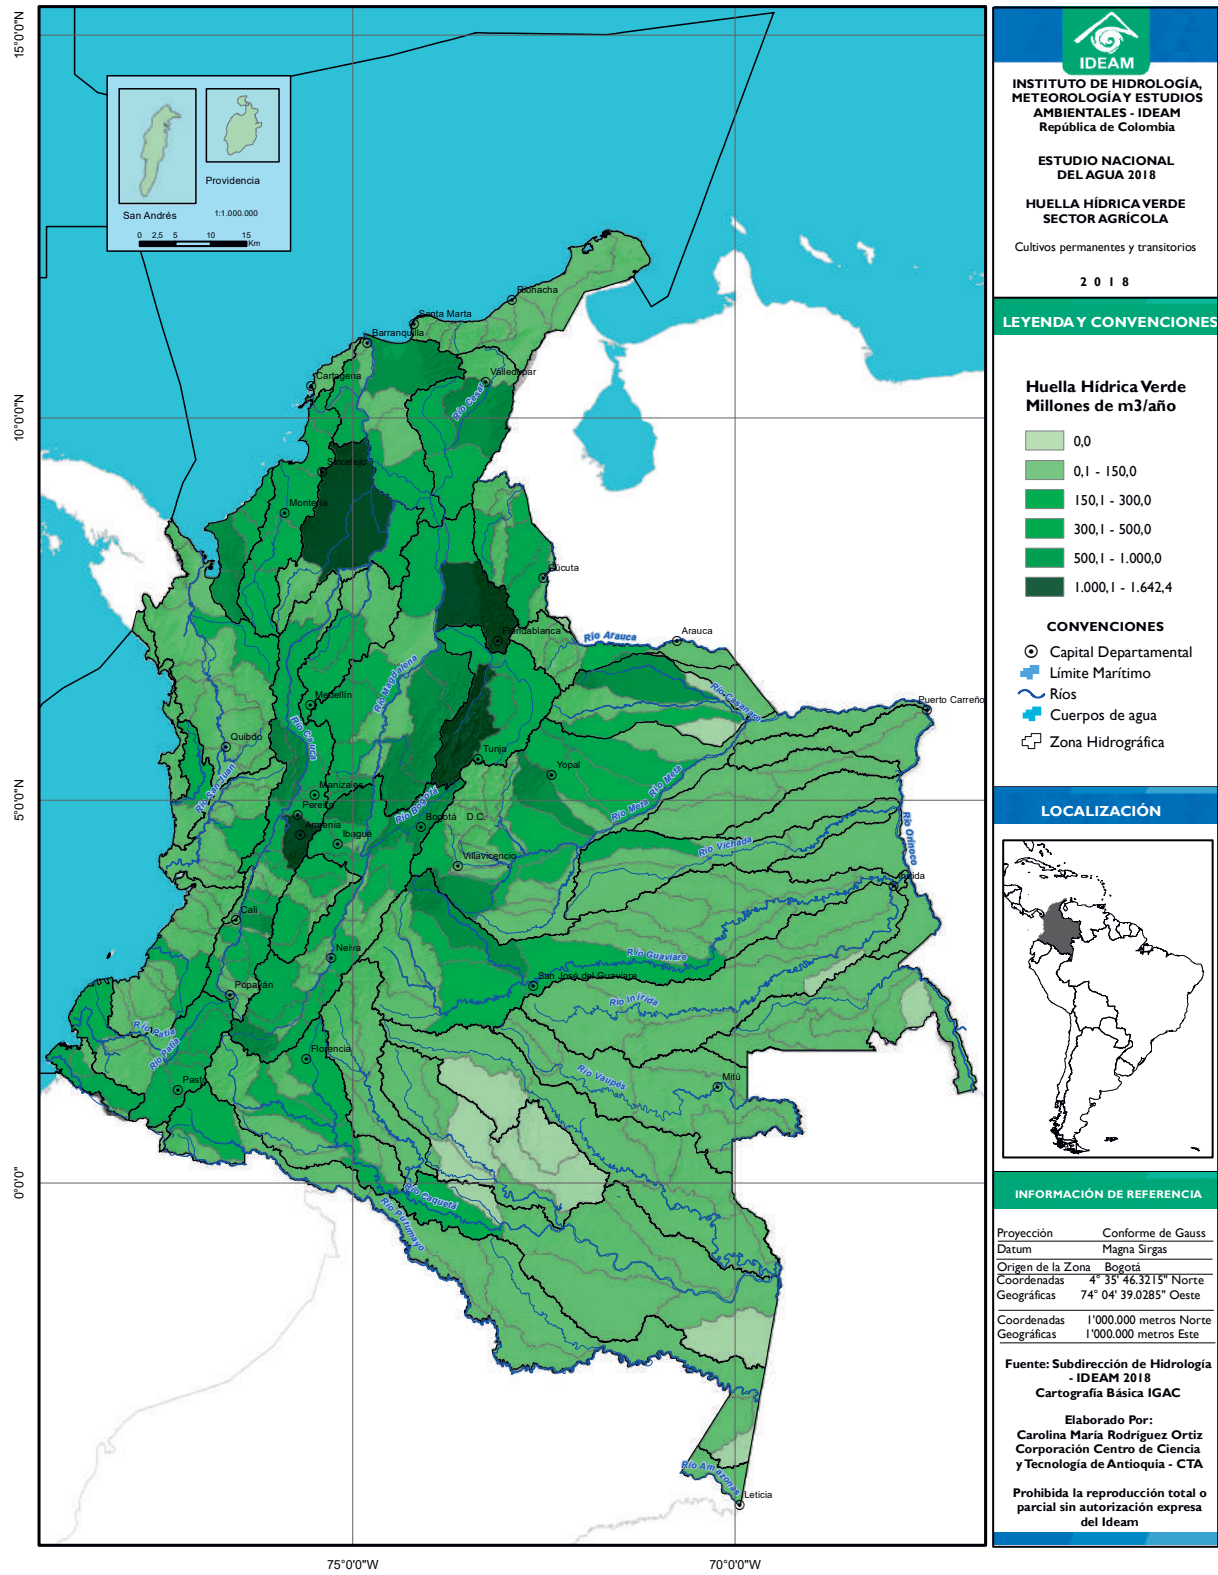 15°0'0"N
10°0'0"N
5°0'0"N
0°0'0"
75°0'0"W
70°0'0"W
San Andrés
Providencia
1:1.000.000
0 2,5 5 10 15
Km
Riohacha
Santa Marta
Barranquilla
Cartagena
Valledupar
Río Cesar
Sincelejo
Montería
Cúcuta
Floridablanca
Río Arauca
Arauca
Río Magdalena
Río Casanare
Puerto Carreño
Medellín
Río Cauca
Quibdó
Tunja
Yopal
Río San Juan
Manizales
Río Meta
Río Meta
Pereira
Río Bogotá
Armenia
Bogotá D.C.
Ibagué
Río Vichada
Río Orinoco
Villavicencio
Inírida
Cali
Neiva
Río Guaviare
San José del Guaviare
Popayán
Río Inírida
Río Patía
Río Patía
Florencia
Río Vaupés
Mitú
Pasto
Río Caquetá
Río Putumayo
Río Amazonas
Leticia
IDEAM
INSTITUTO DE HIDROLOGÍA,
METEOROLOGÍA Y ESTUDIOS
AMBIENTALES - IDEAM
República de Colombia
ESTUDIO NACIONAL
DEL AGUA 2018
HUELLA HÍDRICA VERDE
SECTOR AGRÍCOLA
Cultivos permanentes y transitorios
2 0 1 8
LEYENDA Y CONVENCIONES
Huella Hídrica Verde
Millones de m3/año
0,0
0,1 - 150,0
150,1 - 300,0
300,1 - 500,0
500,1 - 1.000,0
1.000,1 - 1.642,4
CONVENCIONES
Capital Departamental
Límite Marítimo
Ríos
Cuerpos de agua
Zona Hidrográfica
LOCALIZACIÓN
INFORMACIÓN DE REFERENCIA
Proyección Conforme de Gauss
Datum Magna Sirgas
Origen de la Zona Bogotá
Coordenadas 4° 35' 46.3215" Norte
Geográficas 74° 04' 39.0285" Oeste
Coordenadas 1'000.000 metros Norte
Geográficas 1'000.000 metros Este
Fuente: Subdirección de Hidrología
- IDEAM 2018
Cartografía Básica IGAC
Elaborado Por:
Carolina María Rodríguez Ortiz
Corporación Centro de Ciencia
y Tecnología de Antioquia - CTA
Prohibida la reproducción total o
parcial sin autorización expresa
del Ideam